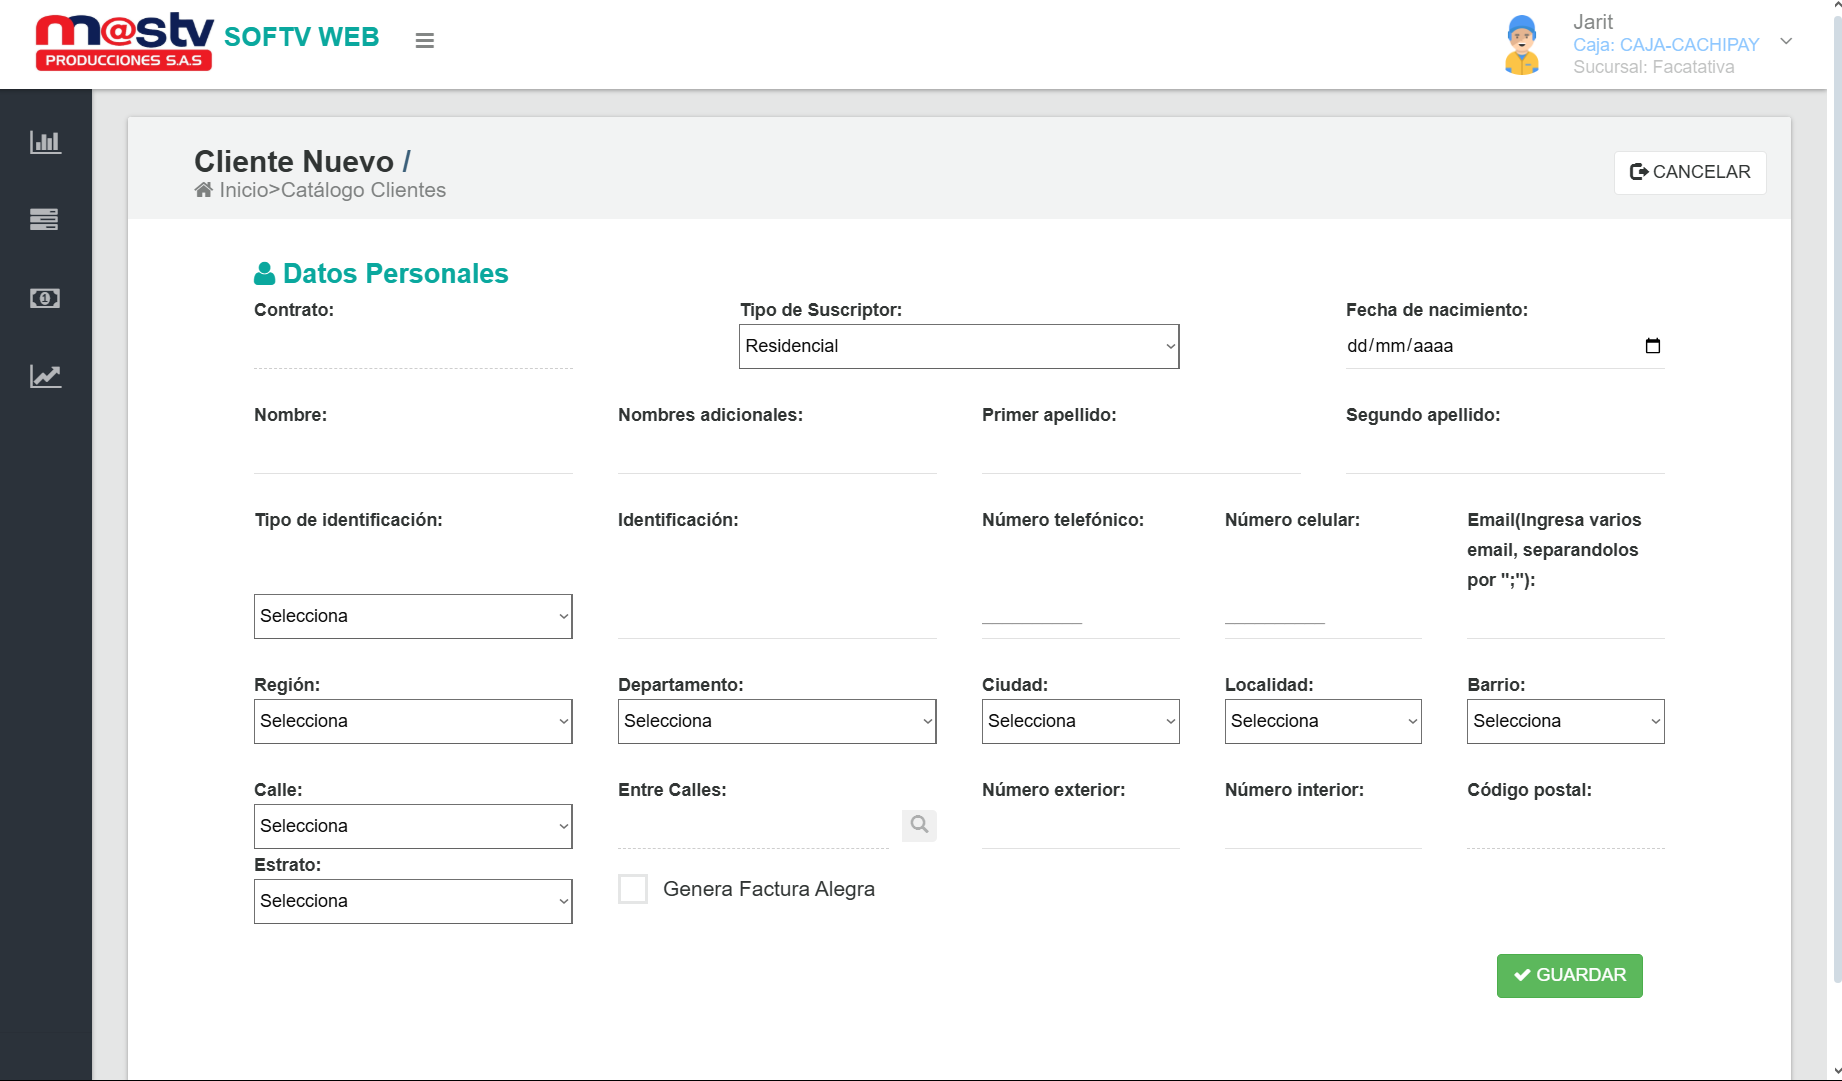 m@stv
PRODUCCIONES S.A.S
SOFTV WEB
Jarit
Caja: CAJA-CACHIPAY
Sucursal: Facatativa
Cliente Nuevo /
Inicio>Catálogo Clientes
CANCELAR
Datos Personales
Contrato:
Tipo de Suscriptor:
Fecha de nacimiento:
Residencial
dd/mm/aaaa
Nombre:
Nombres adicionales:
Primer apellido:
Segundo apellido:
Tipo de identificación:
Identificación:
Número telefónico:
Número celular:
Email(Ingresa varios
email, separandolos
por ";"):
Selecciona
Región:
Departamento:
Ciudad:
Localidad:
Barrio:
Selecciona
Selecciona
Selecciona
Selecciona
Selecciona
Calle:
Entre Calles:
Número exterior:
Número interior:
Código postal:
Selecciona
Estrato:
Selecciona
Genera Factura Alegra
GUARDAR